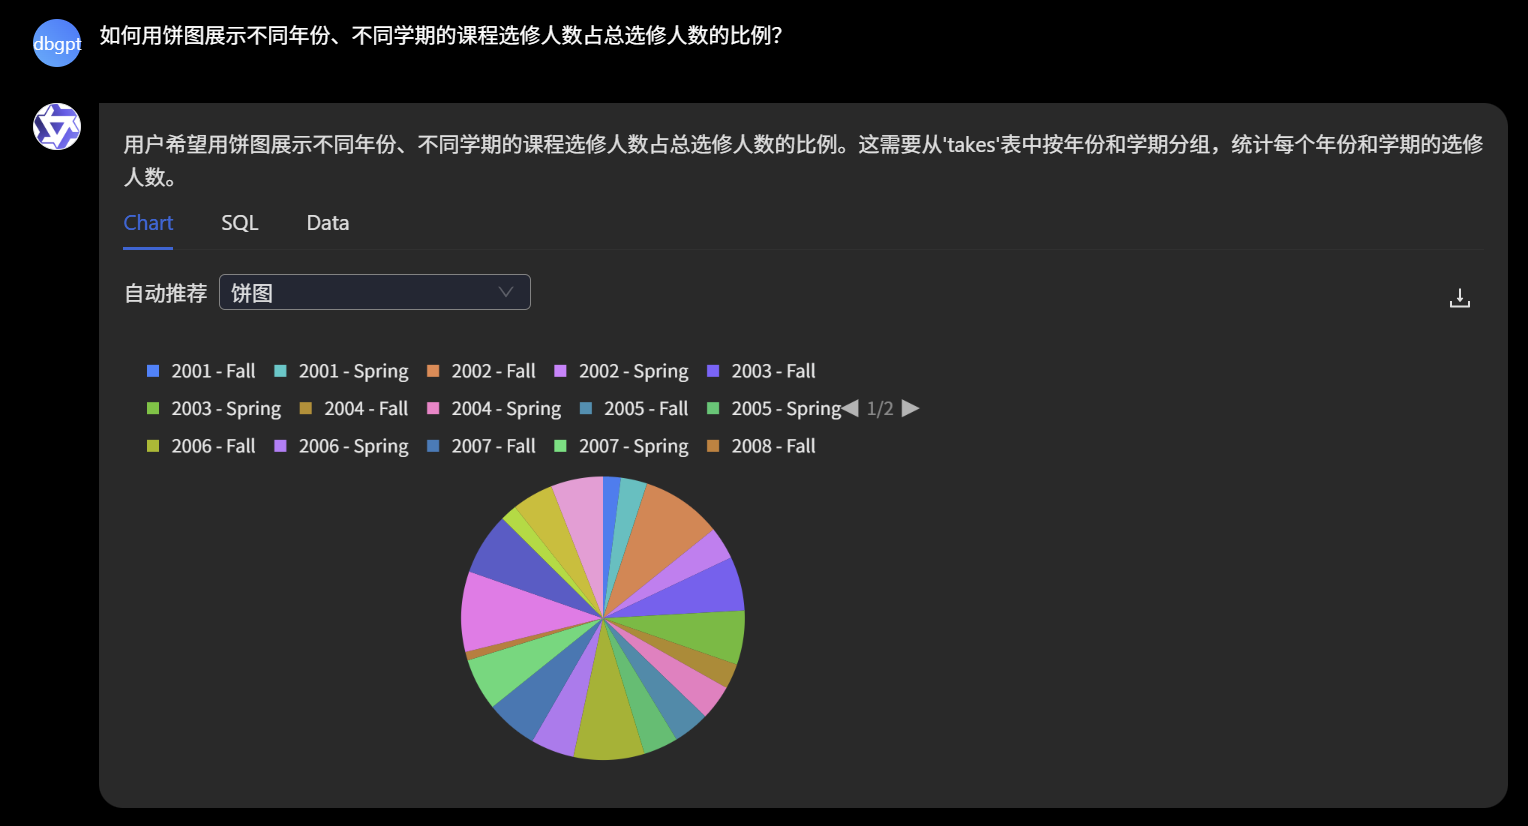 dbgpt
如何用饼图展示不同年份、不同学期的课程选修人数占总选修人数的比例?
用户希望用饼图展示不同年份、不同学期的课程选修人数占总选修人数的比例。这需要从'takes'表中按年份和学期分组，统计每个年份和学期的选修
人数。
Chart SQL Data
自动推荐 饼图
2001 - Fall 2001 - Spring 2002 - Fall 2002 - Spring 2003 - Fall
2003 - Spring 2004 - Fall 2004 - Spring 2005 - Fall 2005 - Spring 1/2
2006 - Fall 2006 - Spring 2007 - Fall 2007 - Spring 2008 - Fall